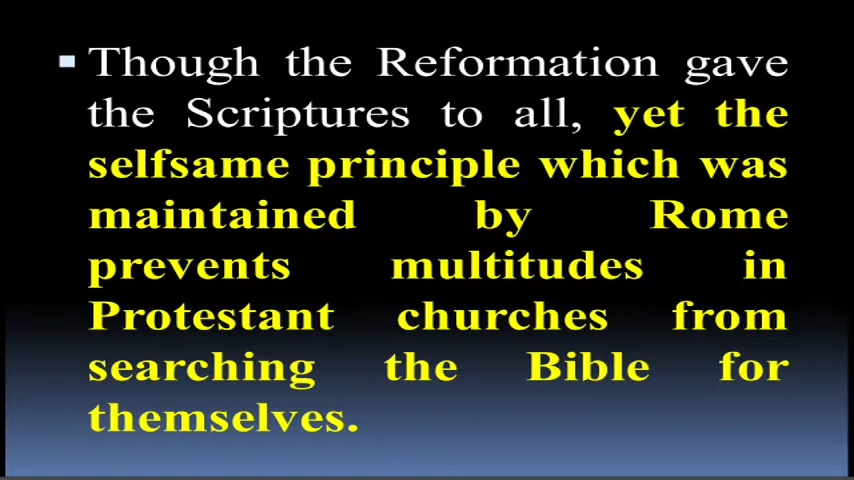 Though the Reformation gave
the Scriptures to all, yet the
selfsame principle which was
maintained by Rome
prevents multitudes in
Protestant churches from
searching the Bible for
themselves.